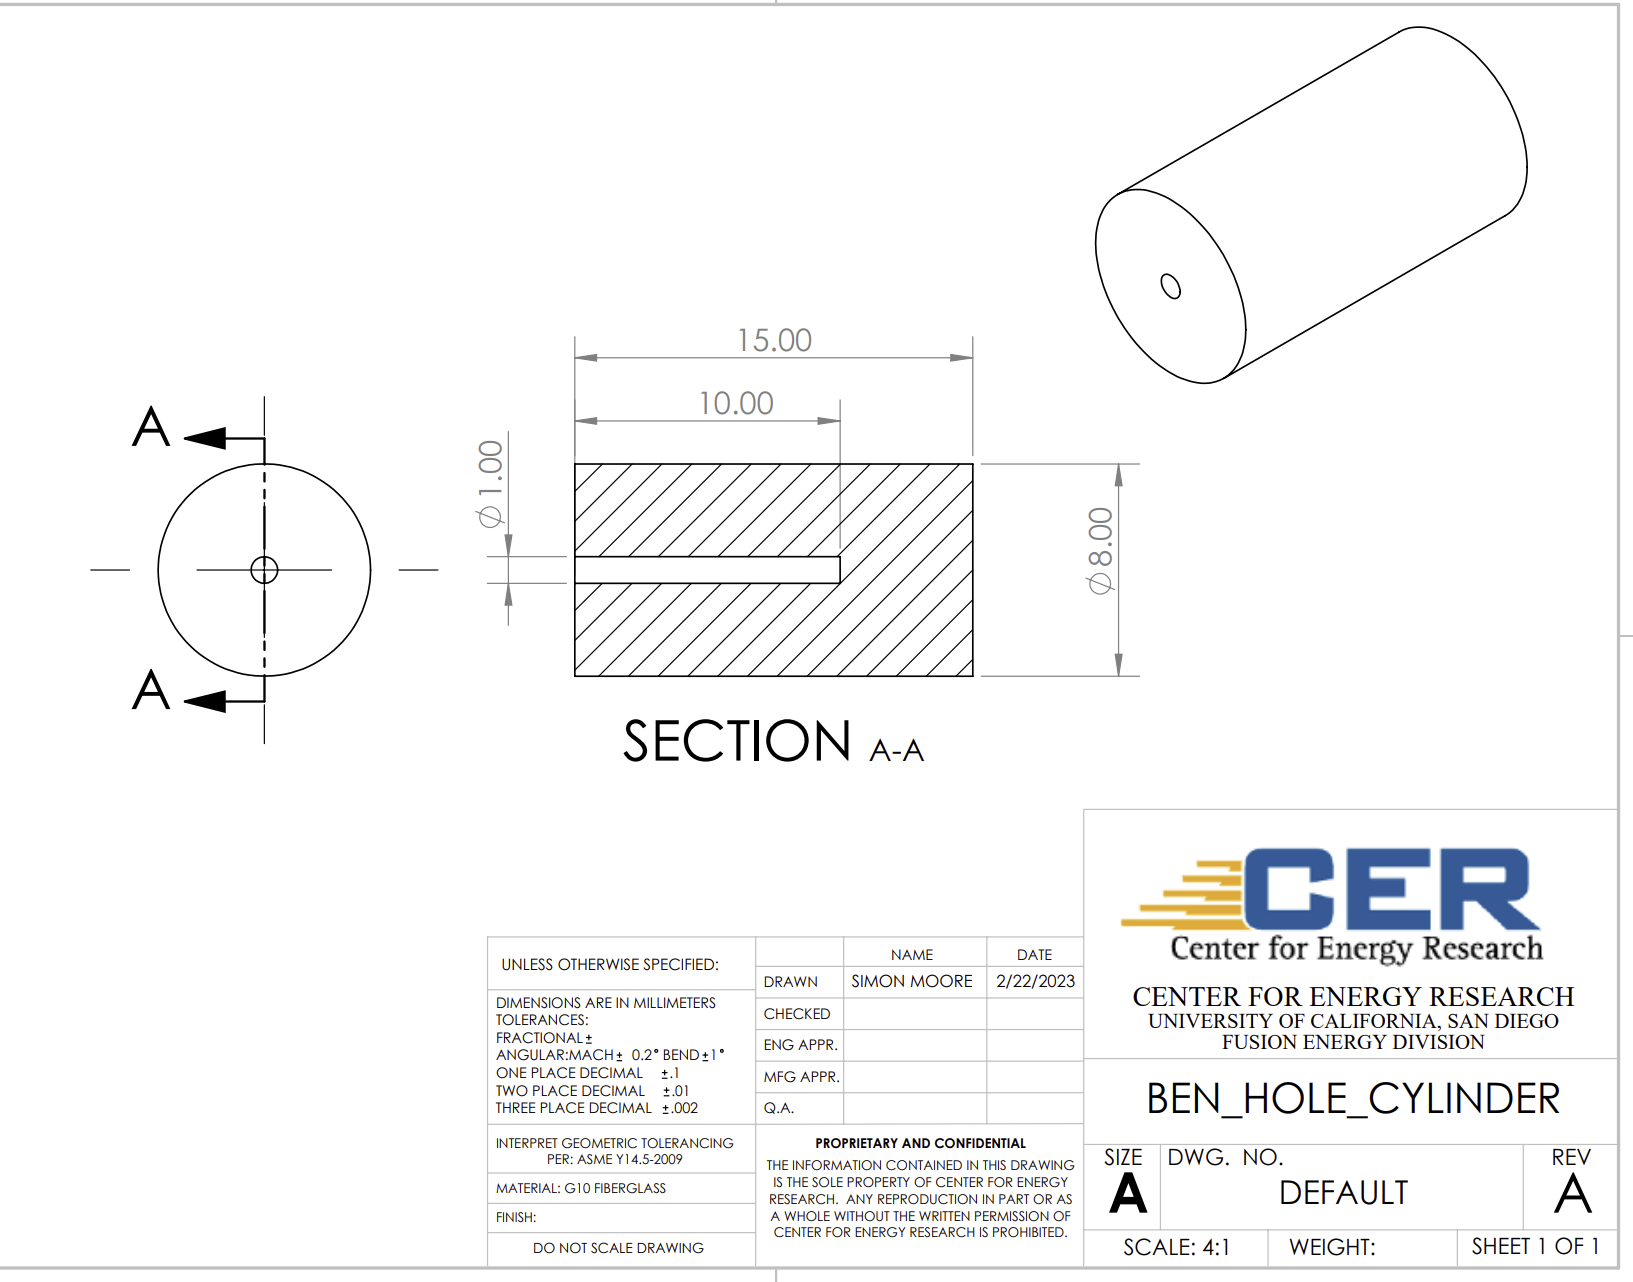 15.00
10.00
⌀1.00
⌀8.00
A
A
SECTION A-A
UNLESS OTHERWISE SPECIFIED:
DIMENSIONS ARE IN MILLIMETERS
TOLERANCES:
FRACTIONAL ±
ANGULAR:MACH ± 0.2° BEND ±1°
ONE PLACE DECIMAL ±.1
TWO PLACE DECIMAL ±.01
THREE PLACE DECIMAL ±.002
INTERPRET GEOMETRIC TOLERANCING
PER: ASME Y14.5-2009
MATERIAL: G10 FIBERGLASS
FINISH:
DO NOT SCALE DRAWING
NAME DATE
DRAWN SIMON MOORE 2/22/2023
CHECKED
ENG APPR.
MFG APPR.
Q.A.
PROPRIETARY AND CONFIDENTIAL
THE INFORMATION CONTAINED IN THIS DRAWING
IS THE SOLE PROPERTY OF CENTER FOR ENERGY
RESEARCH. ANY REPRODUCTION IN PART OR AS
A WHOLE WITHOUT THE WRITTEN PERMISSION OF
CENTER FOR ENERGY RESEARCH IS PROHIBITED.
CER
Center for Energy Research
CENTER FOR ENERGY RESEARCH
UNIVERSITY OF CALIFORNIA, SAN DIEGO
FUSION ENERGY DIVISION
BEN_HOLE_CYLINDER
SIZE DWG. NO. REV
A DEFAULT A
SCALE: 4:1 WEIGHT: SHEET 1 OF 1